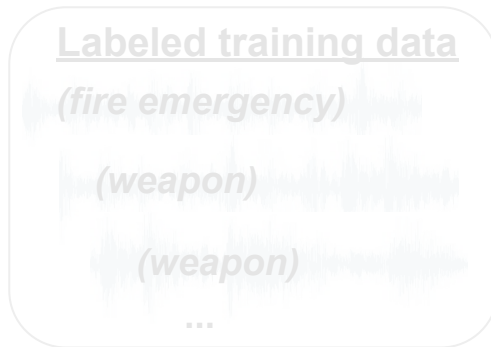 Labeled training data
(fire emergency)
(weapon)
(weapon)
...